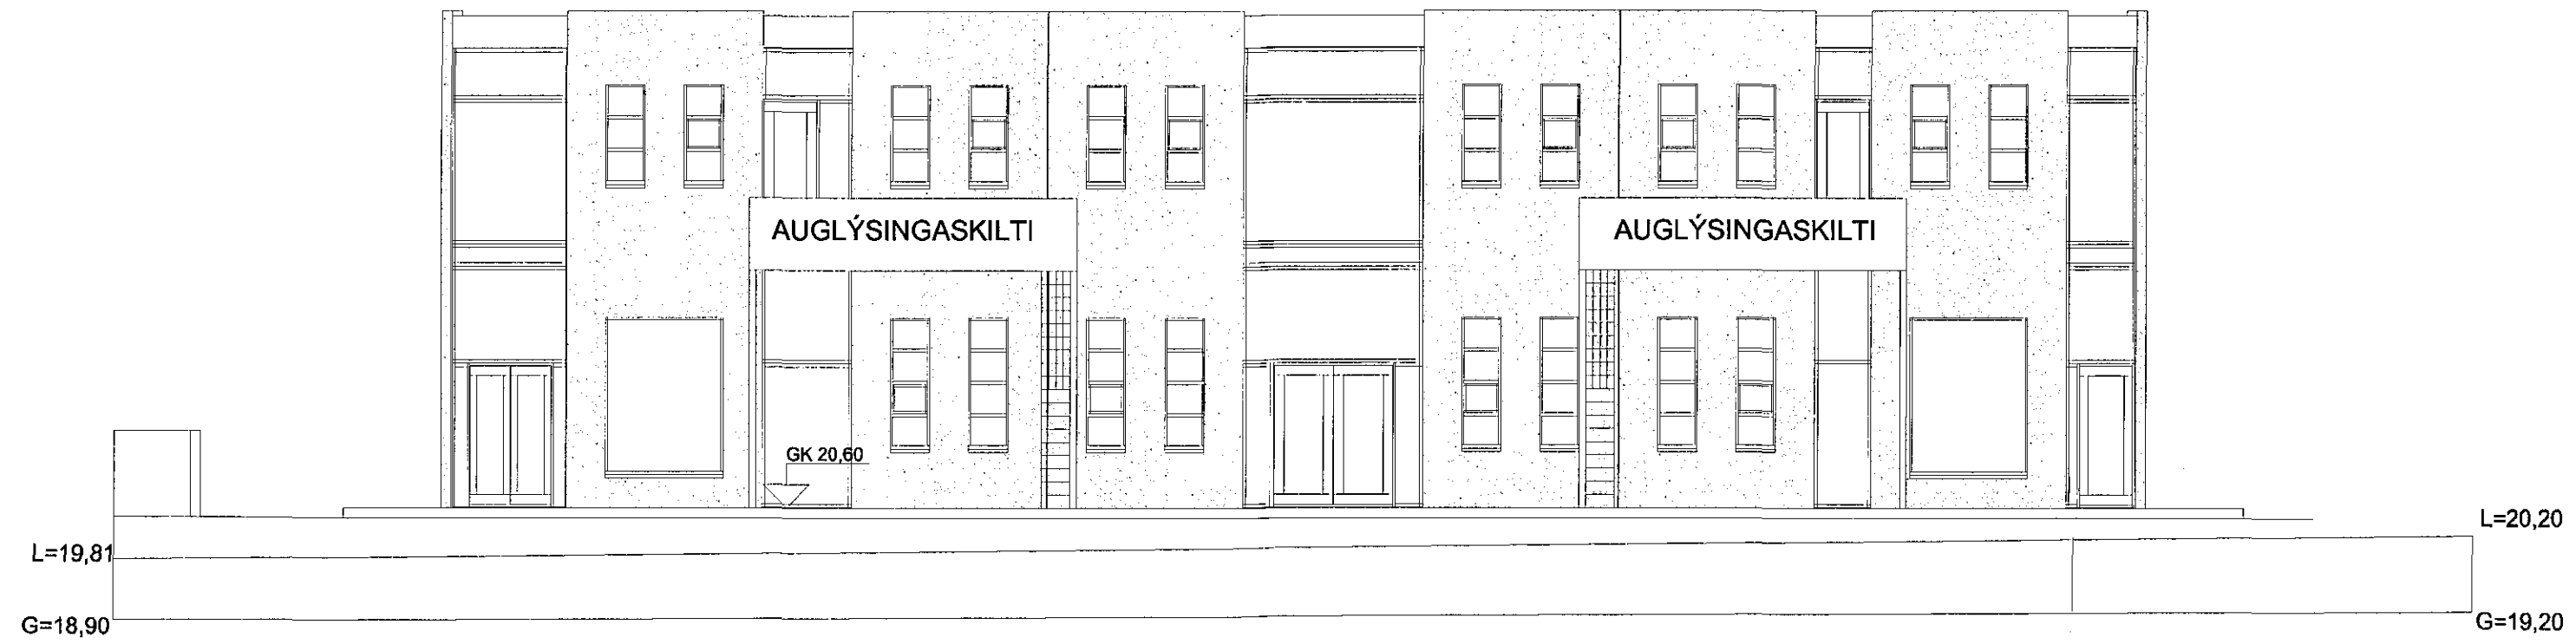 AUGLÝSINGASKILTI
AUGLÝSINGASKILTI
GK 20,60
L=20,20
L=19,81
G=18,90
G=19,20